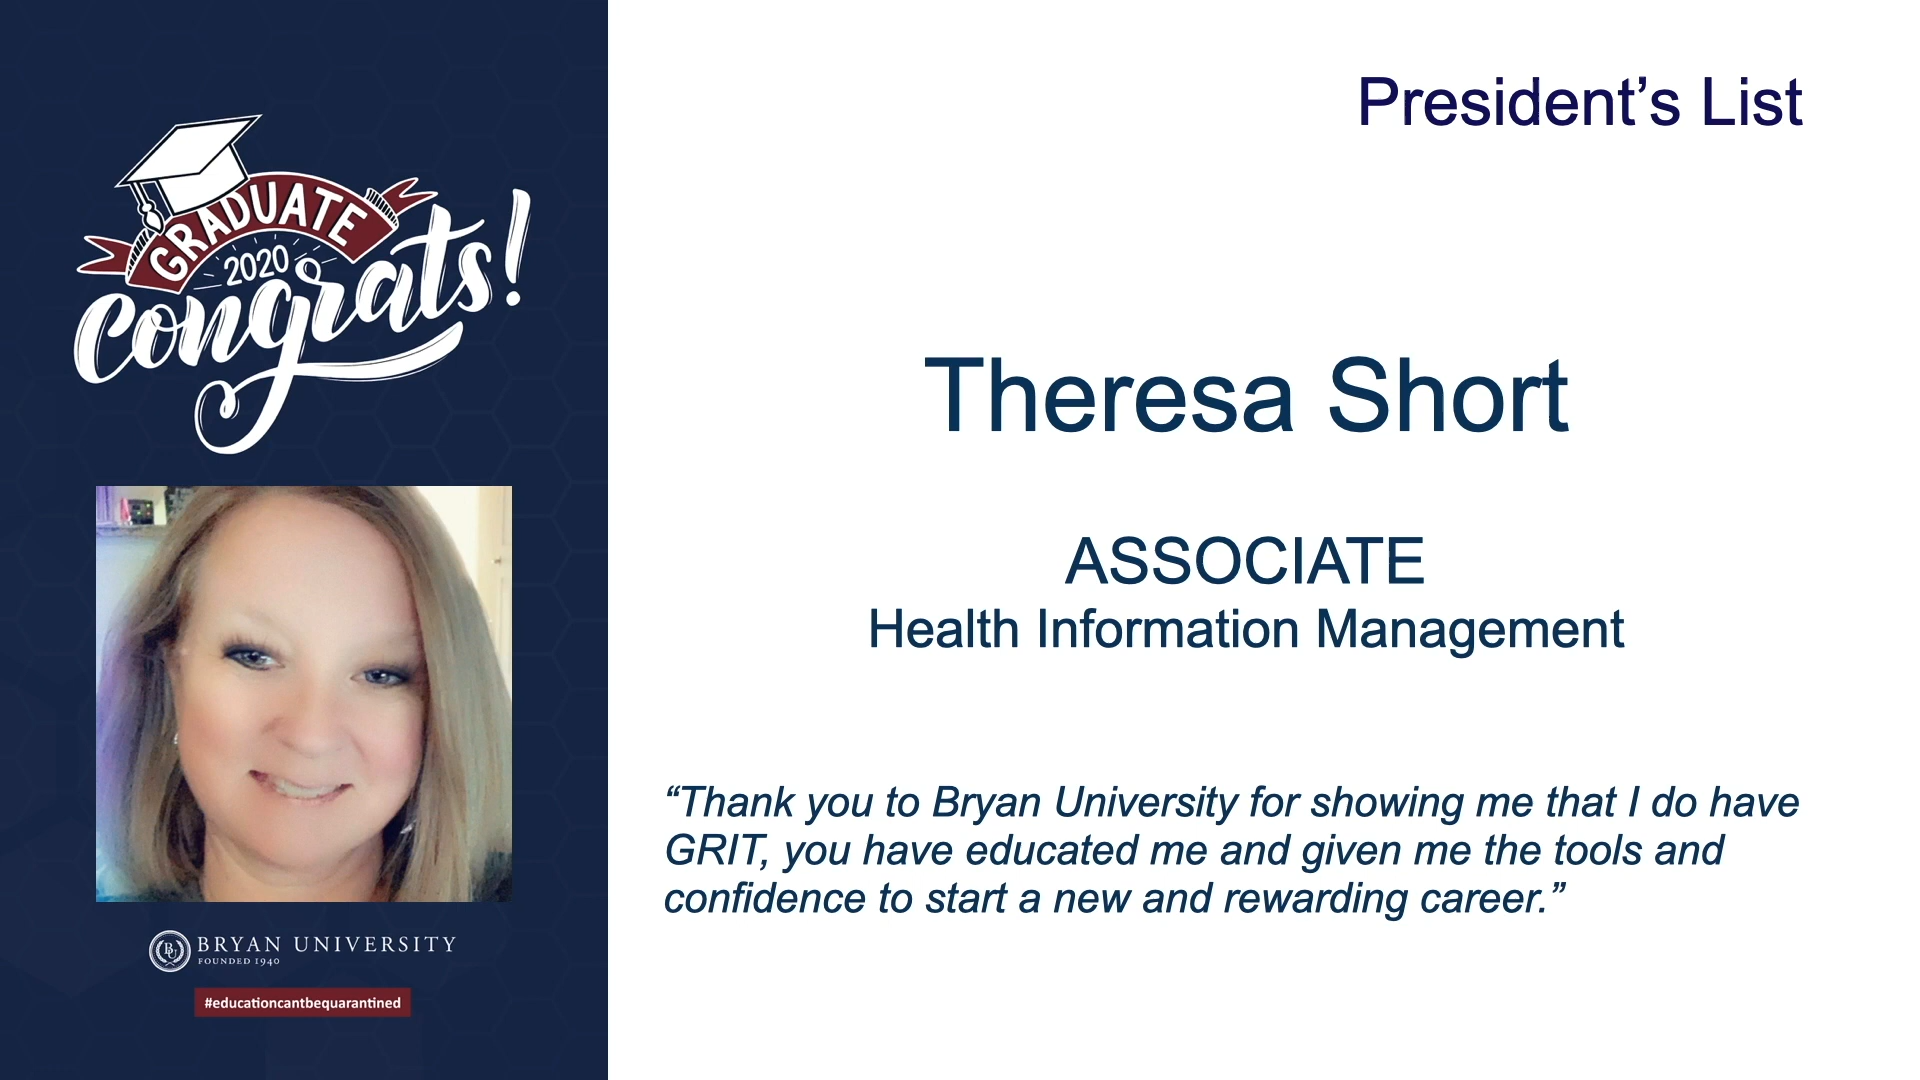 GRADUATE
2020
Congrats!
BU
BRYAN UNIVERSITY
FOUNDED 1940
#educationcantbequarantined
President’s List
Theresa Short
ASSOCIATE
Health Information Management
“Thank you to Bryan University for showing me that I do have
GRIT, you have educated me and given me the tools and
confidence to start a new and rewarding career.”